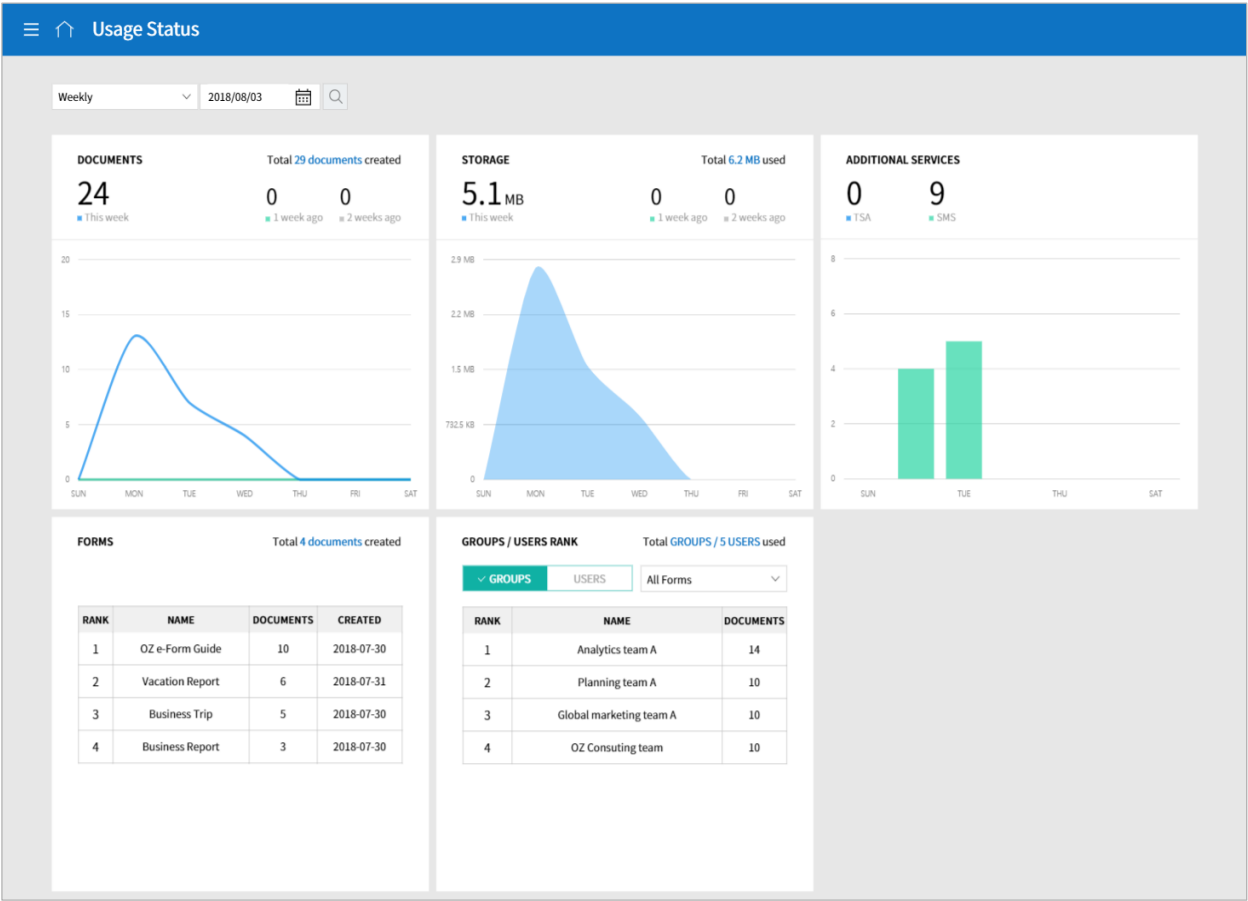 Usage Status
Weekly 2018/08/03
DOCUMENTS Total 29 documents created
24 0 0
This week 1 week ago 2 weeks ago
20
15
10
5
0
SUN MON TUE WED THU FRI SAT
STORAGE Total 6.2 MB used
5.1 MB 0 0
This week 1 week ago 2 weeks ago
2.9 MB
2.2 MB
1.5 MB
732.5 KB
0
SUN MON TUE WED THU FRI SAT
ADDITIONAL SERVICES
0 9
TSA SMS
8
6
4
2
0
SUN TUE THU SAT
FORMS Total 4 documents created
RANK NAME DOCUMENTS CREATED
1 OZ e-Form Guide 10 2018-07-30
2 Vacation Report 6 2018-07-31
3 Business Trip 5 2018-07-30
4 Business Report 3 2018-07-30
GROUPS / USERS RANK Total GROUPS / 5 USERS used
GROUPS USERS All Forms
RANK NAME DOCUMENTS
1 Analytics team A 14
2 Planning team A 10
3 Global marketing team A 10
4 OZ Consuting team 10